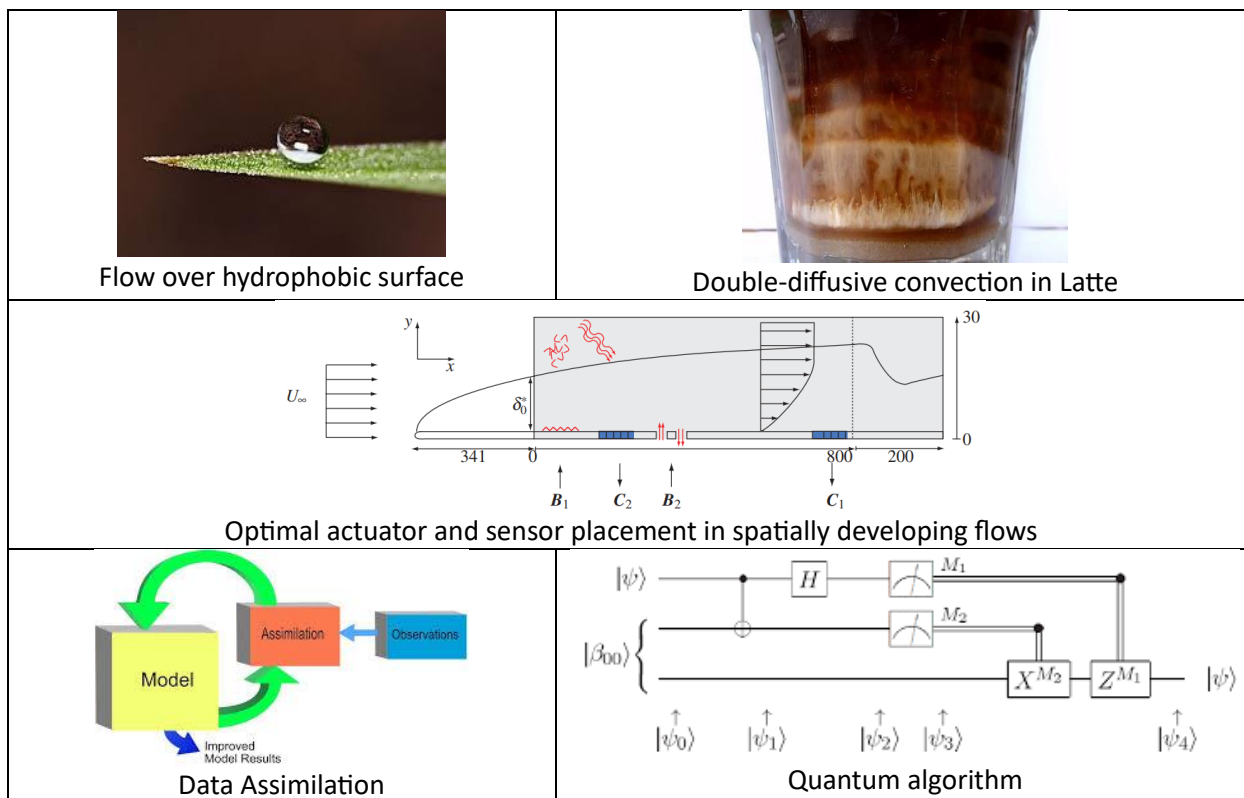 Flow over hydrophobic surface
Double-diffusive convection in Latte
y
x
U∞
δ₀*
30
0
341
0
800
200
B₁
C₂
B₂
C₁
Optimal actuator and sensor placement in spatially developing flows
Model
Assimilation
Observations
Improved
Model Results
Data Assimilation
|ψ⟩
H
M₁
M₂
|β₀₀⟩
X^M₂
Z^M₁
|ψ⟩
↑ ↑ ↑ ↑ ↑
|ψ₀⟩ |ψ₁⟩ |ψ₂⟩ |ψ₃⟩ |ψ₄⟩
Quantum algorithm